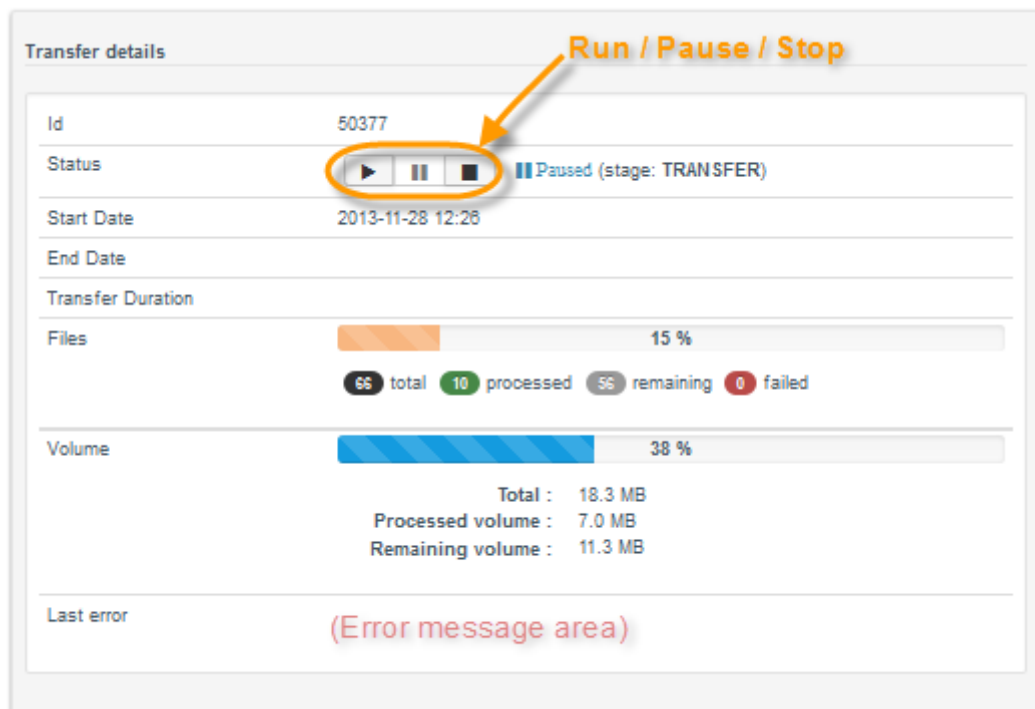 Transfer details
Run / Pause / Stop
Id 50377
Status Paused (stage: TRANSFER)
Start Date 2013-11-28 12:26
End Date
Transfer Duration
Files 15 %
66 total 10 processed 56 remaining 0 failed
Volume 38 %
Total : 18.3 MB
Processed volume : 7.0 MB
Remaining volume : 11.3 MB
Last error (Error message area)